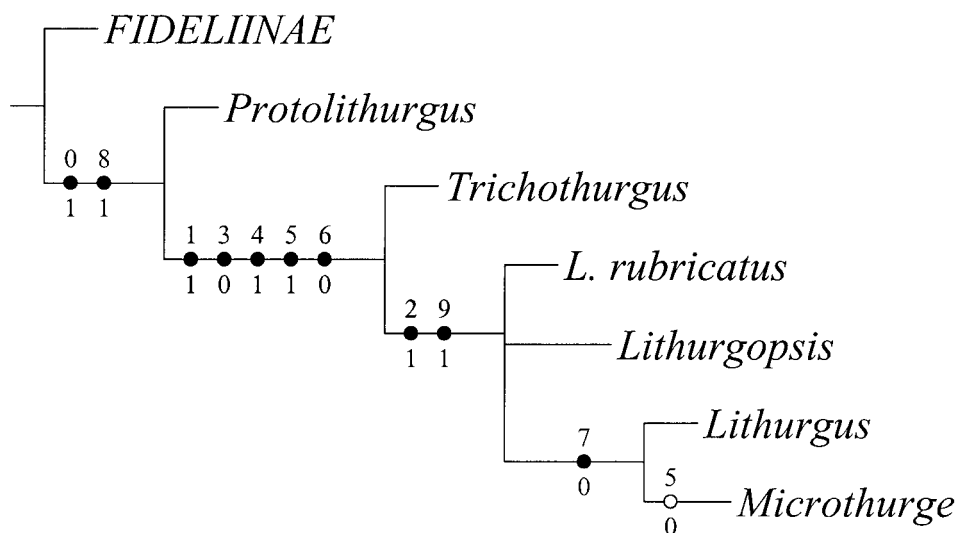 FIDELIINAE
Protolithurgus
0 8
1 1
Trichothurgus
1 3 4 5 6
1 0 1 1 0
L. rubricatus
2 9
1 1
Lithurgopsis
Lithurgus
7
0
5
0
Microthurge